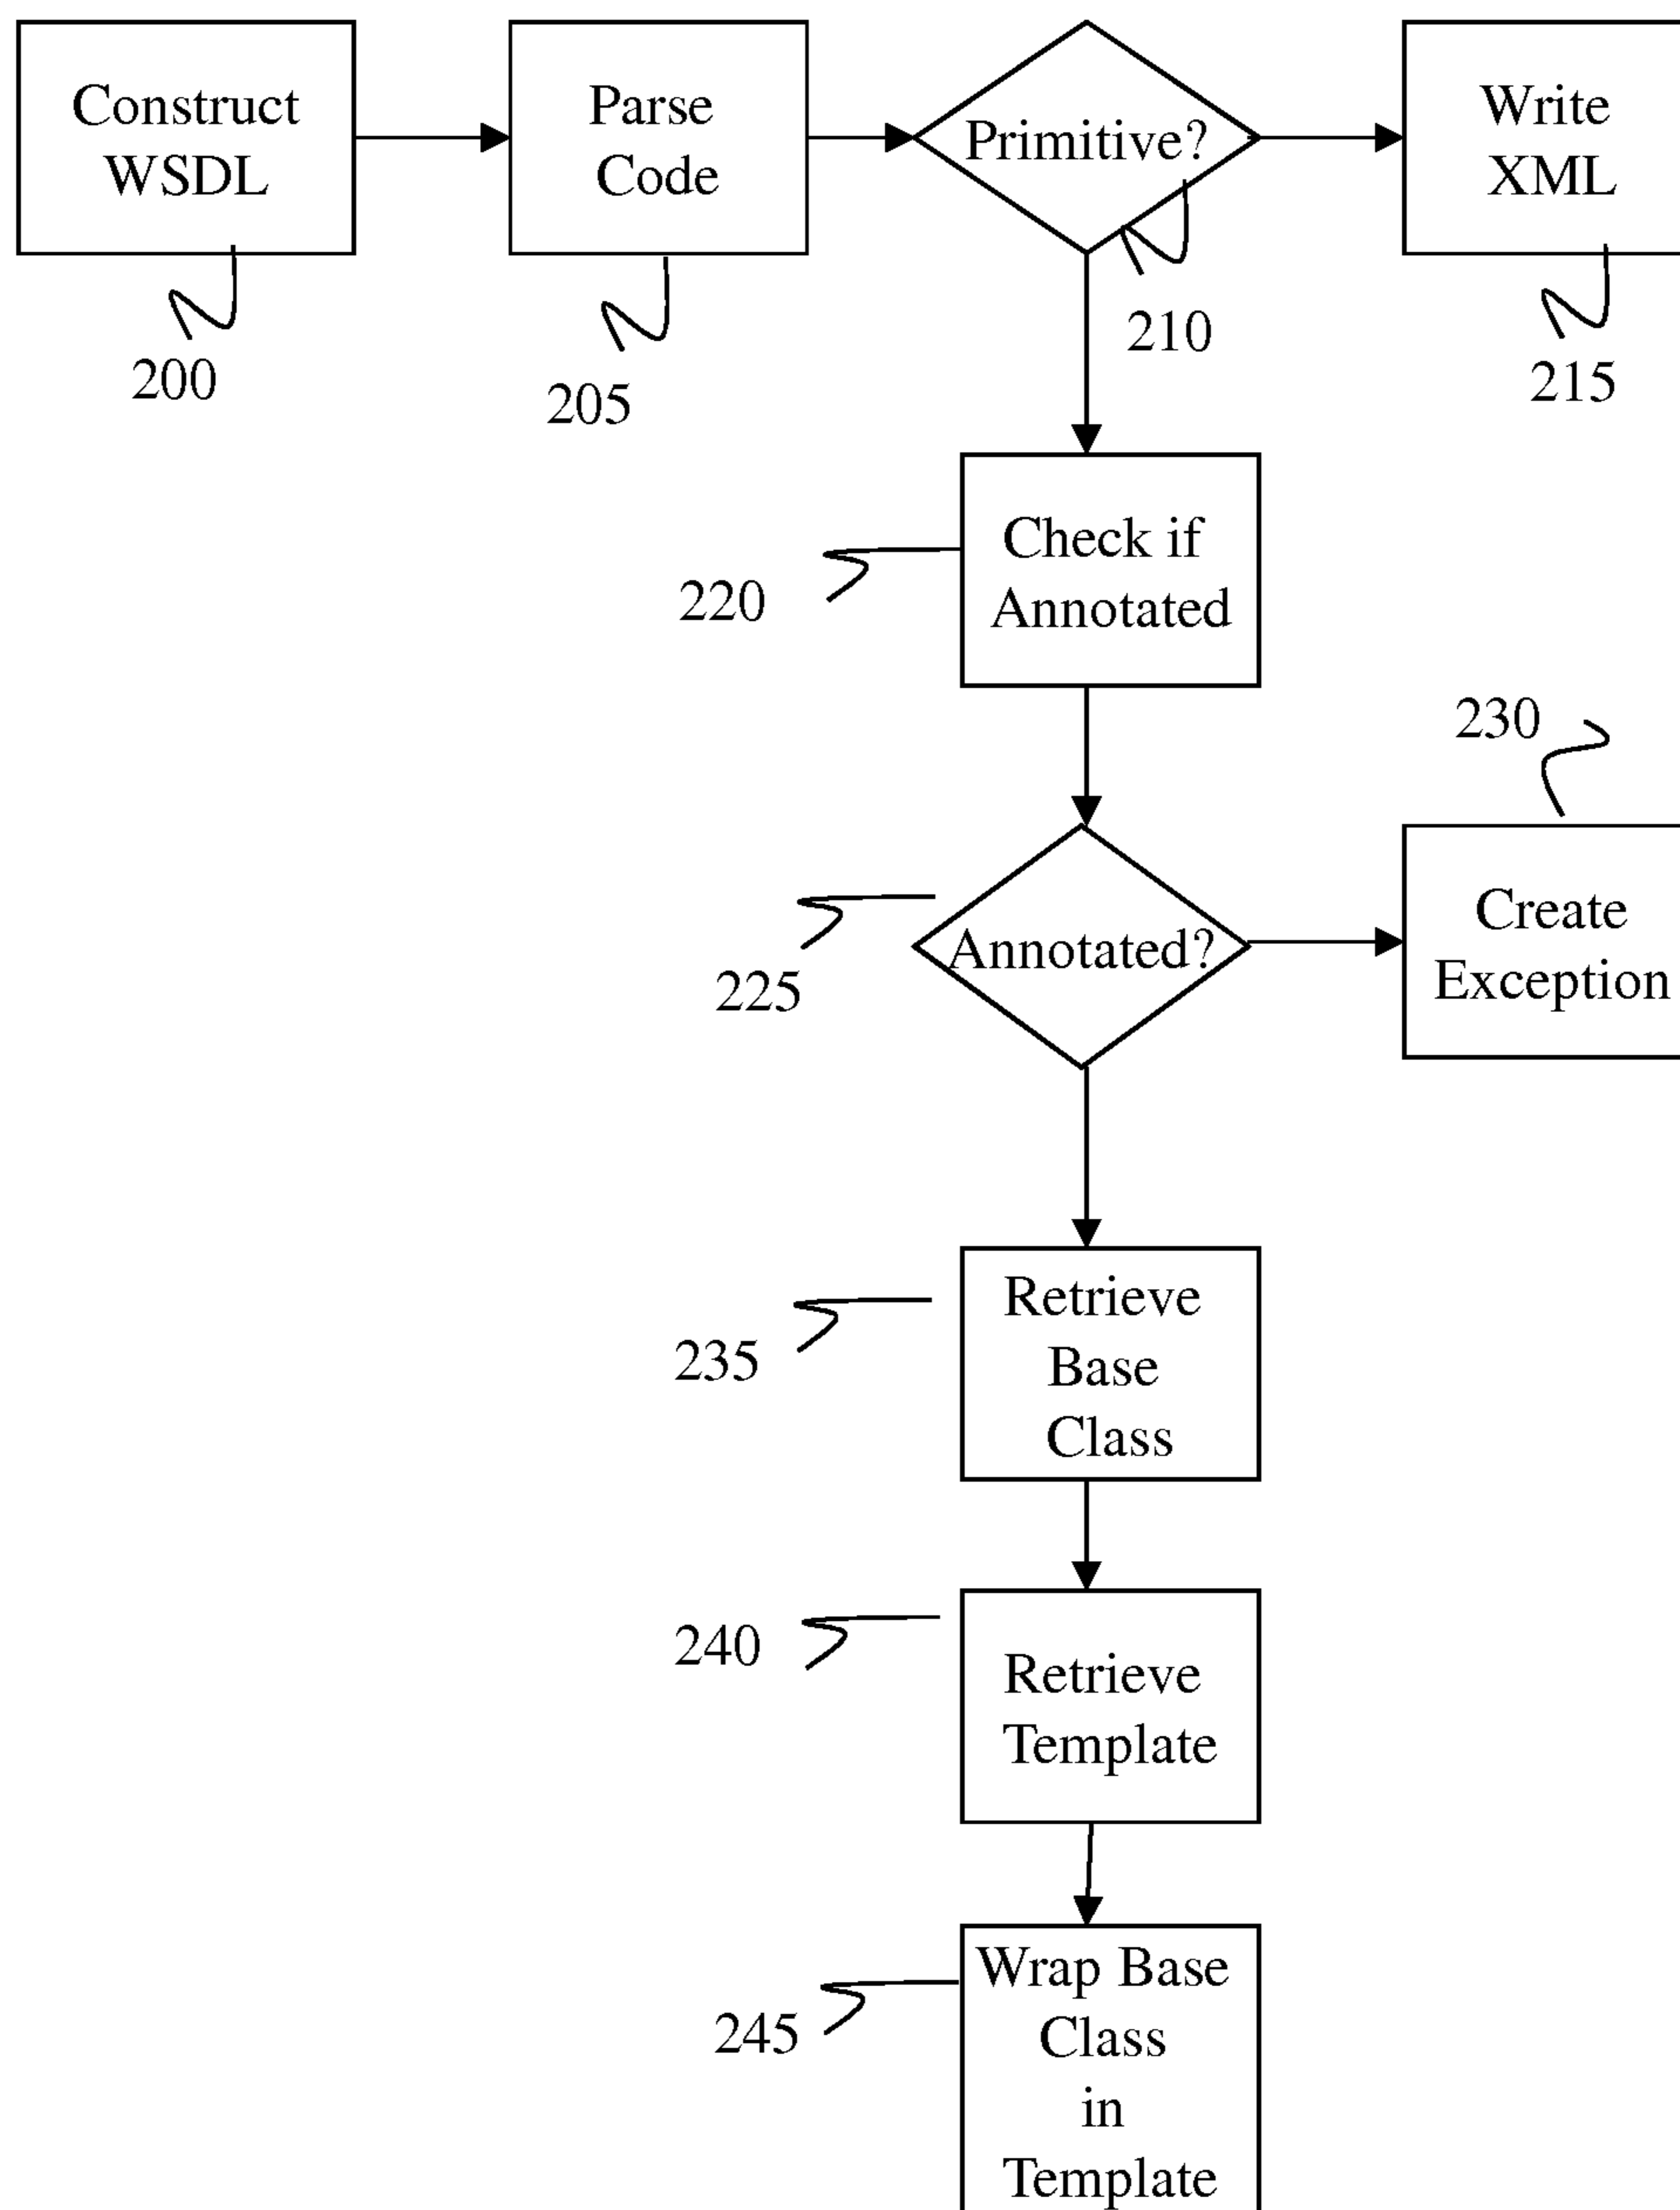 Construct
WSDL
200
Parse
Code
205
Primitive?
210
Write
XML
215
Check if
Annotated
220
Annotated?
225
230
Create
Exception
Retrieve
Base
Class
235
Retrieve
Template
240
Wrap Base
Class
in
Template
245